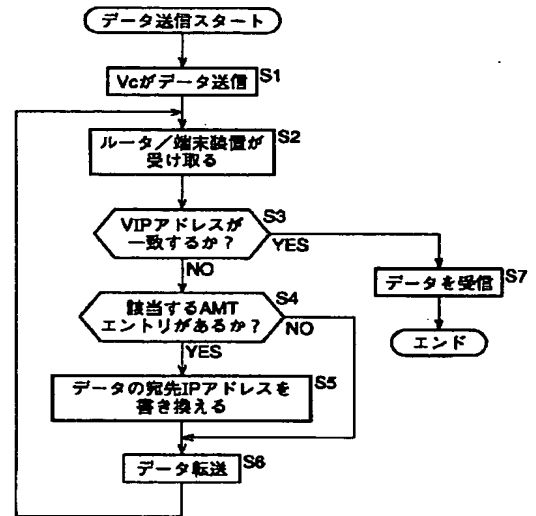 データ送信スタート
Vcがデータ送信
S1
ルータ／端末装置が
受け取る
S2
VIPアドレスが
一致するか？
S3
YES
NO
データを受信
S7
エンド
該当するAMT
エントリがあるか？
S4
NO
YES
データの宛先IPアドレスを
書き換える
S5
データ転送
S6